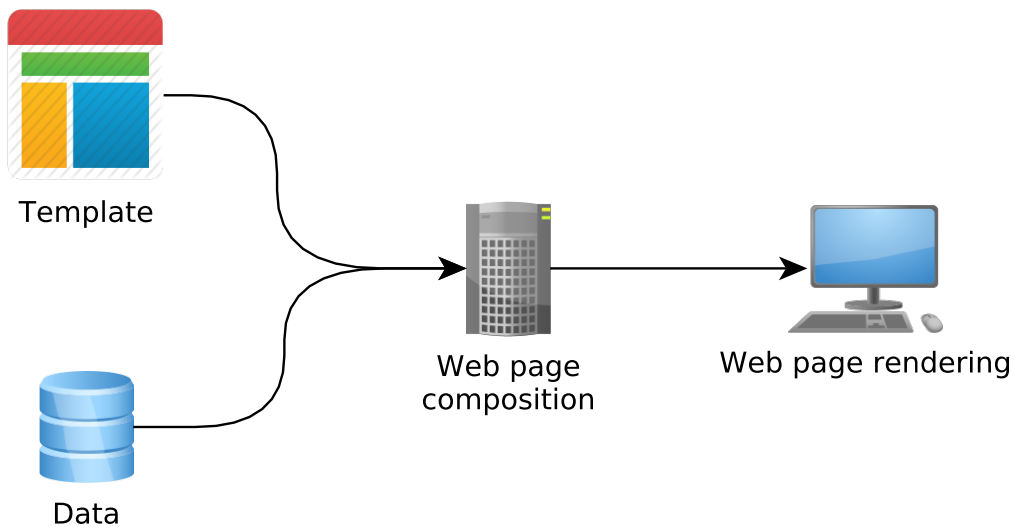 Template
Web page
composition
Web page rendering
Data